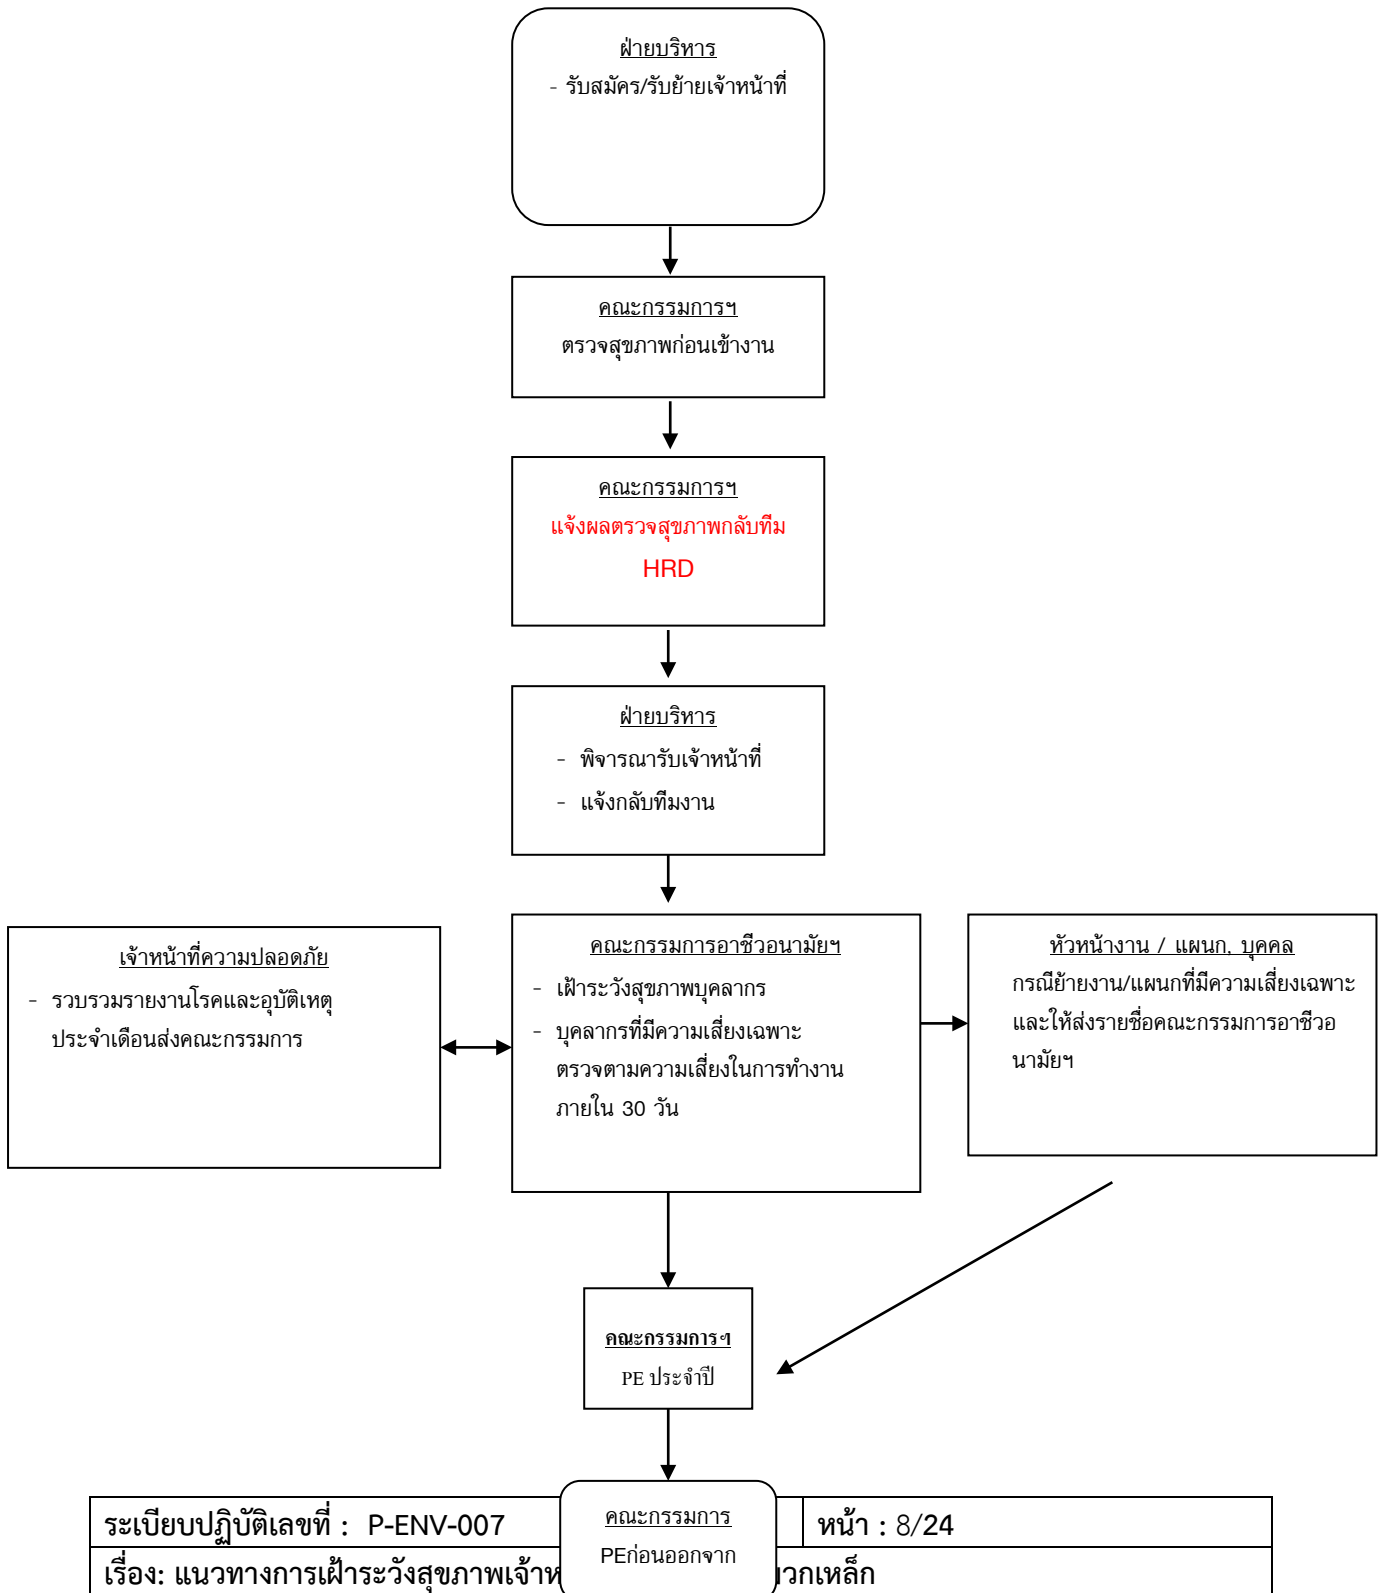 ฝ่ายบริหาร
- รับสมัคร/รับย้ายเจ้าหน้าที่
คณะกรรมการฯ
ตรวจสุขภาพก่อนเข้างาน
คณะกรรมการฯ
แจ้งผลตรวจสุขภาพกลับทีม
HRD
ฝ่ายบริหาร
- พิจารณารับเจ้าหน้าที่
- แจ้งกลับทีมงาน
เจ้าหน้าที่ความปลอดภัย
- รวบรวมรายงานโรคและอุบัติเหตุ
ประจำเดือนส่งคณะกรรมการ
คณะกรรมการอาชีวอนามัยฯ
- เฝ้าระวังสุขภาพบุคลากร
- บุคลากรที่มีความเสี่ยงเฉพาะ
ตรวจตามความเสี่ยงในการทำงาน
ภายใน 30 วัน
หัวหน้างาน / แผนก, บุคคล
กรณีย้ายงาน/แผนกที่มีความเสี่ยงเฉพาะ
และให้ส่งรายชื่อคณะกรรมการอาชีวอ
นามัยฯ
คณะกรรมการฯ
PE ประจำปี
คณะกรรมการ
PEก่อนออกจาก
ระเบียบปฏิบัติเลขที่ : P-ENV-007
หน้า : 8/24
เรื่อง: แนวทางการเฝ้าระวังสุขภาพเจ้าห
วกเหล็ก